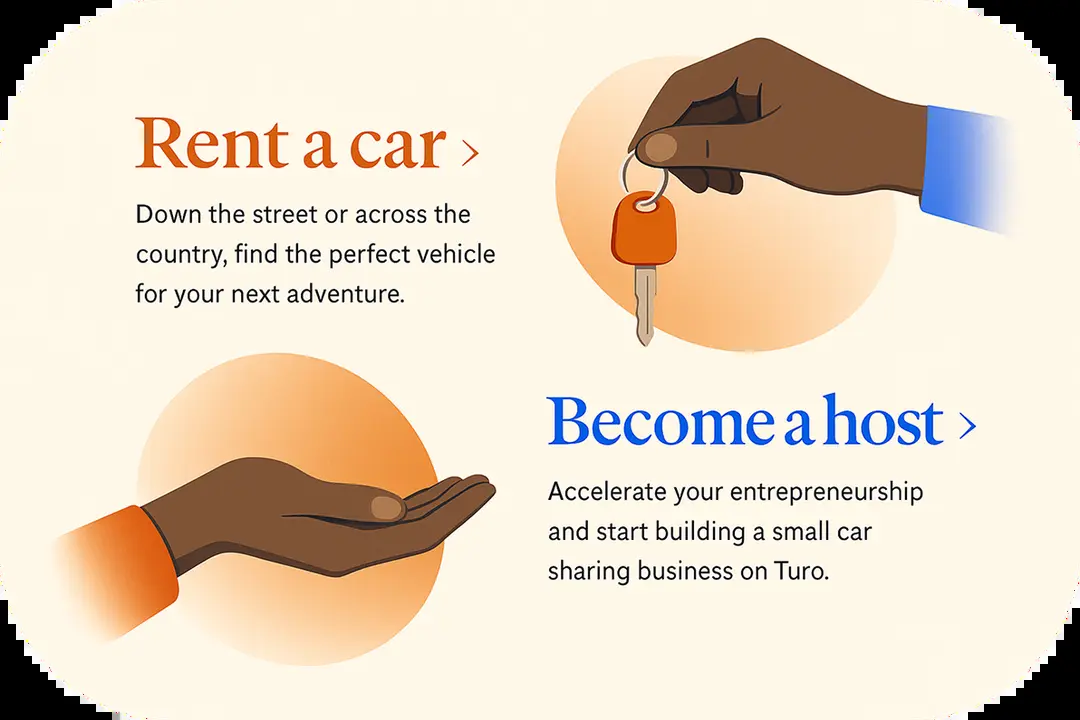 Rent a car >
Down the street or across the
country, find the perfect vehicle
for your next adventure.
Become a host >
Accelerate your entrepreneurship
and start building a small car
sharing business on Turo.